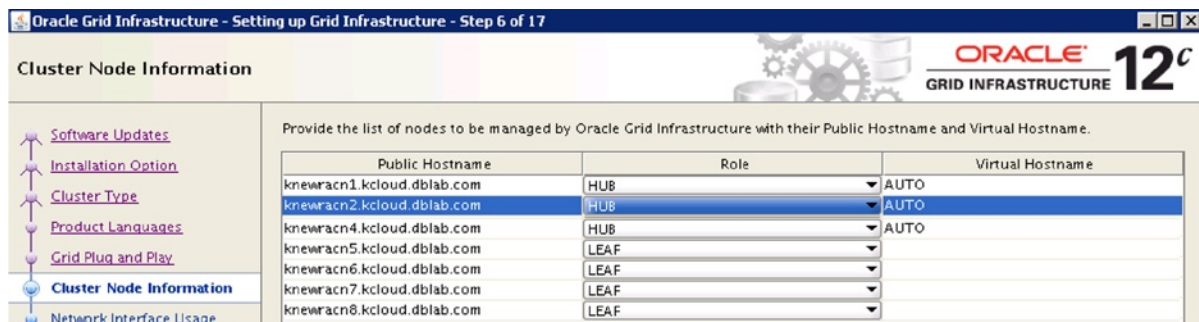 Oracle Grid Infrastructure - Setting up Grid Infrastructure - Step 6 of 17
Cluster Node Information
ORACLE
GRID INFRASTRUCTURE
12c
Software Updates
Installation Option
Cluster Type
Product Languages
Grid Plug and Play
Cluster Node Information
Network Interface Usage
Provide the list of nodes to be managed by Oracle Grid Infrastructure with their Public Hostname and Virtual Hostname.
Public Hostname Role Virtual Hostname
knewracn1.kcloud.dblab.com HUB AUTO
knewracn2.kcloud.dblab.com HUB AUTO
knewracn4.kcloud.dblab.com HUB AUTO
knewracn5.kcloud.dblab.com LEAF
knewracn6.kcloud.dblab.com LEAF
knewracn7.kcloud.dblab.com LEAF
knewracn8.kcloud.dblab.com LEAF